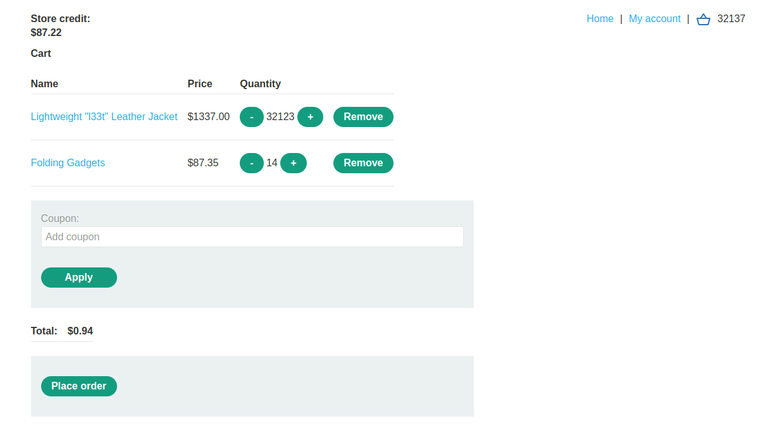 Store credit:
$87.22
Home | My account | 32137
Cart
Name Price Quantity
Lightweight "l33t" Leather Jacket $1337.00 - 32123 + Remove
Folding Gadgets $87.35 - 14 + Remove
Coupon:
Add coupon
Apply
Total: $0.94
Place order